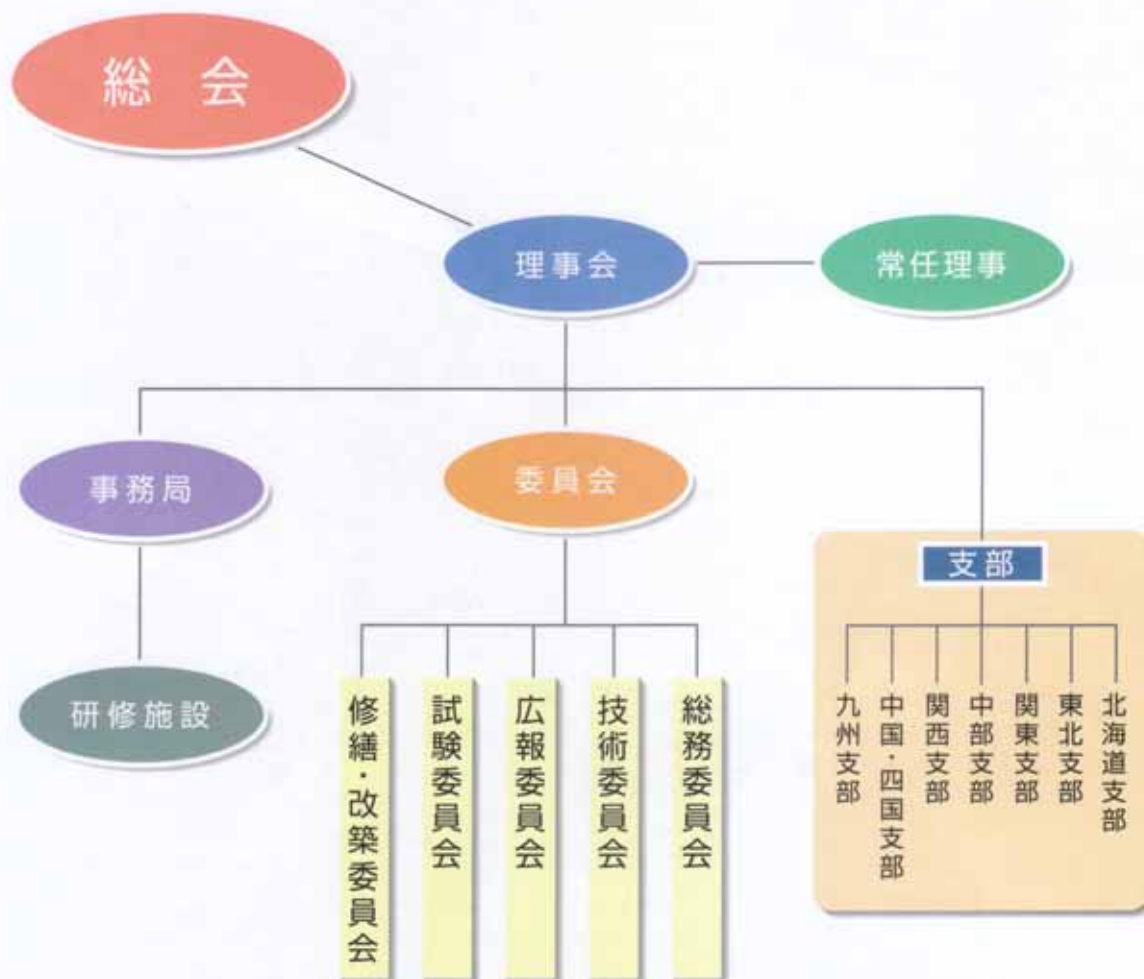 総会
理事会
常任理事
事務局
委員会
支部
研修施設
総務委員会
技術委員会
広報委員会
試験委員会
修繕・改築委員会
北海道支部
東北支部
関東支部
中部支部
関西支部
中国・四国支部
九州支部